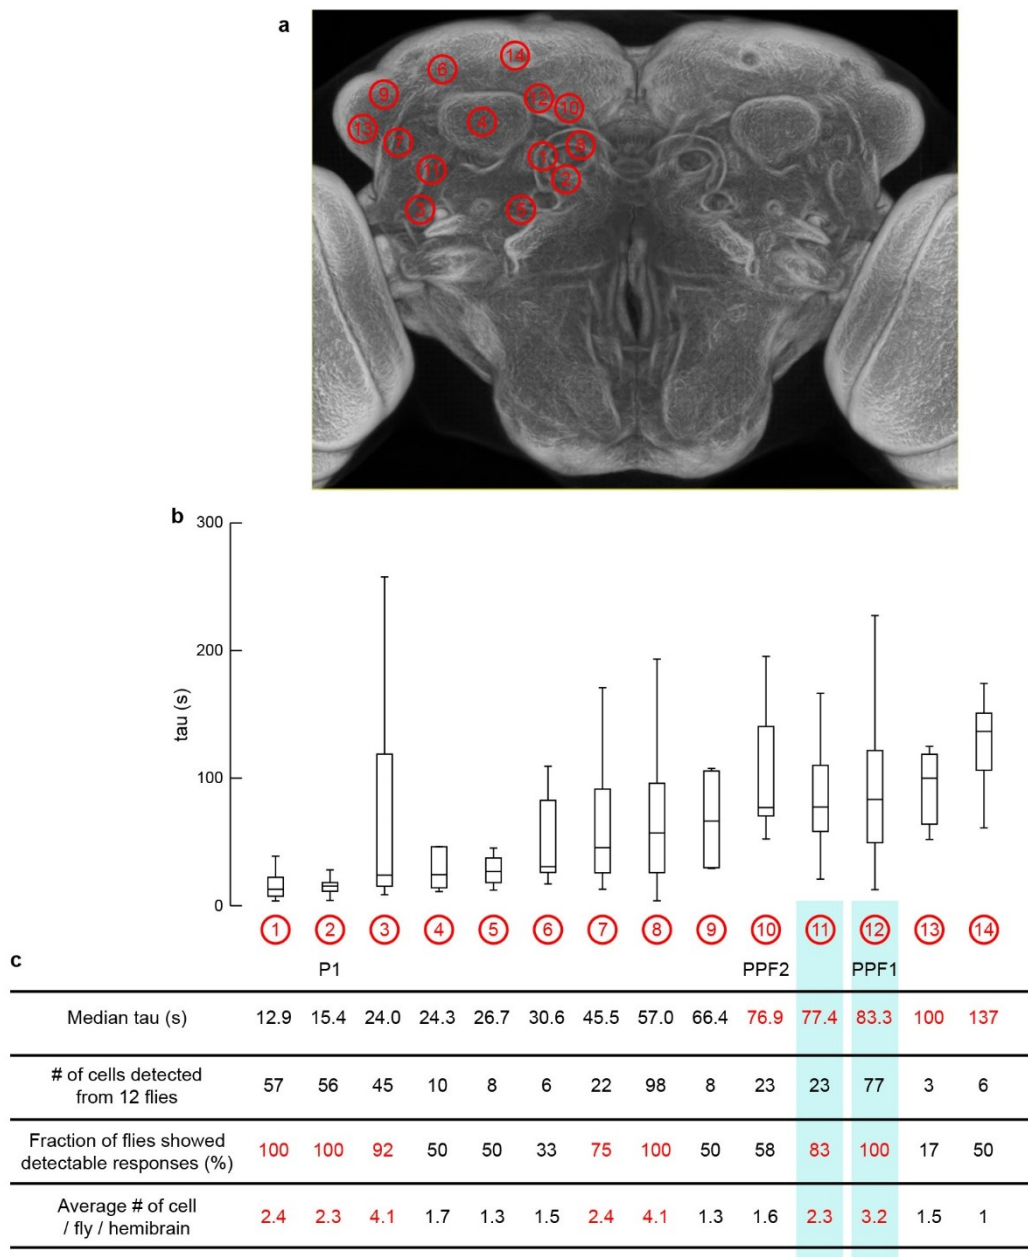 a
14
6
9
12
10
4
13
7
8
1
11
2
3
5
b
300
200
100
0
tau (s)
1 2 3 4 5 6 7 8 9 10 11 12 13 14
c
P1 PPF2 PPF1
Median tau (s) 12.9 15.4 24.0 24.3 26.7 30.6 45.5 57.0 66.4 76.9 77.4 83.3 100 137
# of cells detected
from 12 flies 57 56 45 10 8 6 22 98 8 23 23 77 3 6
Fraction of flies showed
detectable responses (%) 100 100 92 50 50 33 75 100 50 58 83 100 17 50
Average # of cell
/ fly / hemibrain 2.4 2.3 4.1 1.7 1.3 1.5 2.4 4.1 1.3 1.6 2.3 3.2 1.5 1